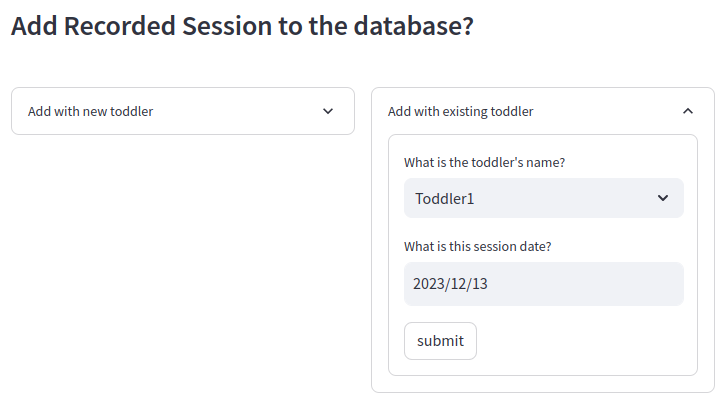 Add Recorded Session to the database?
Add with new toddler
Add with existing toddler
What is the toddler's name?
Toddler1
What is this session date?
2023/12/13
submit